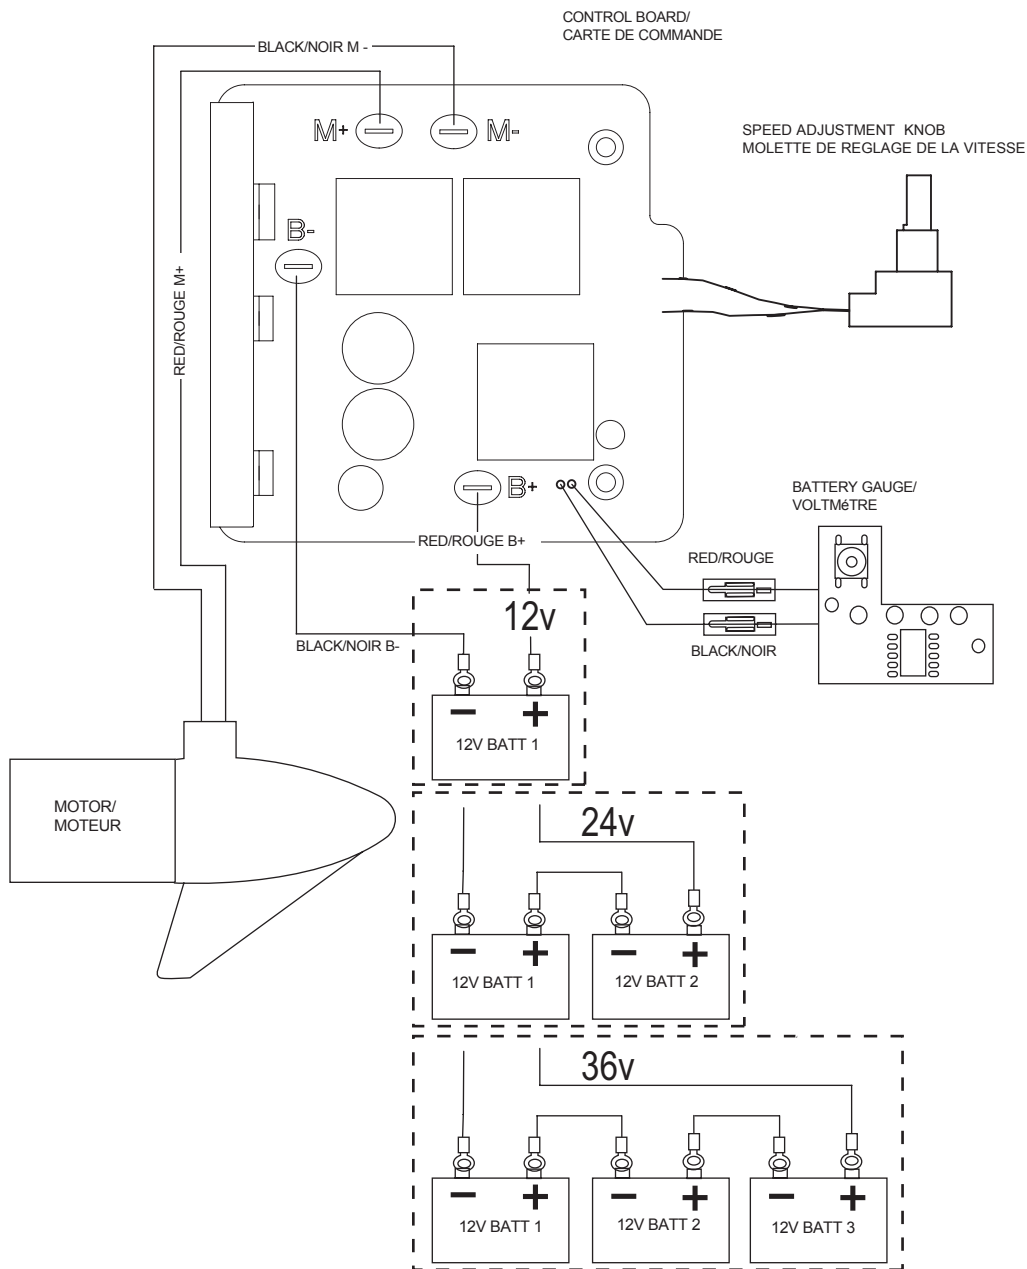 CONTROL BOARD/
CARTE DE COMMANDE
BLACK/NOIR M -
M+
M-
SPEED ADJUSTMENT KNOB
MOLETTE DE REGLAGE DE LA VITESSE
B-
RED/ROUGE M+
B+
BATTERY GAUGE/
VOLTMéTRE
RED/ROUGE B+
RED/ROUGE
12v
BLACK/NOIR B-
BLACK/NOIR
− +
12V BATT 1
MOTOR/
MOTEUR
24v
− + − +
12V BATT 1
12V BATT 2
36v
− + − + − +
12V BATT 1
12V BATT 2
12V BATT 3